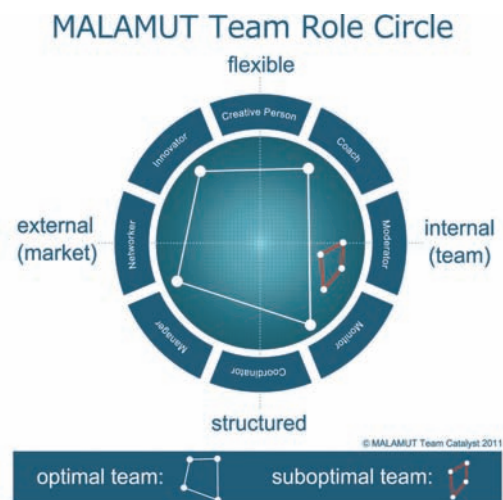 MALAMUT Team Role Circle
flexible
Creative Person
Innovator
Coach
external
(market)
Networker
Moderator
internal
(team)
Manager
Monitor
Coordinator
structured
© MALAMUT Team Catalyst 2011
optimal team:
suboptimal team: